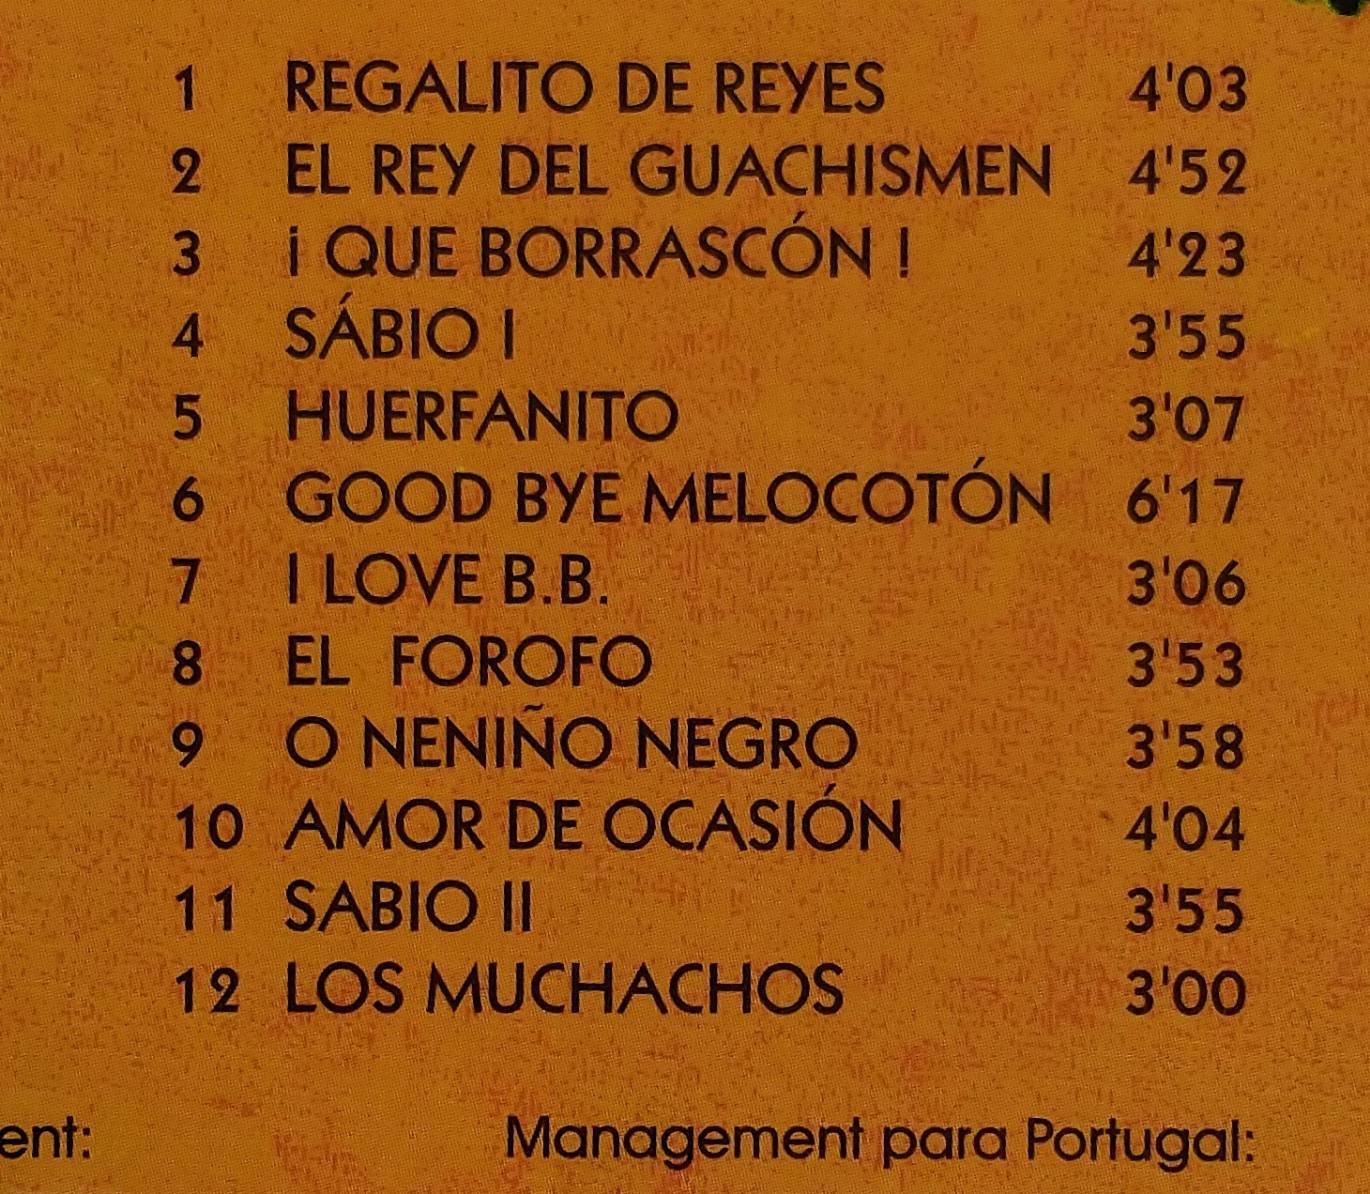 1 REGALITO DE REYES 4'03
2 EL REY DEL GUACHISMEN 4'52
3 ¡ QUE BORRASCÓN ! 4'23
4 SÁBIO I 3'55
5 HUERFANITO 3'07
6 GOOD BYE MELOCOTÓN 6'17
7 I LOVE B.B. 3'06
8 EL FOROFO 3'53
9 O NENIÑO NEGRO 3'58
10 AMOR DE OCASIÓN 4'04
11 SABIO II 3'55
12 LOS MUCHACHOS 3'00
ent: Management para Portugal: